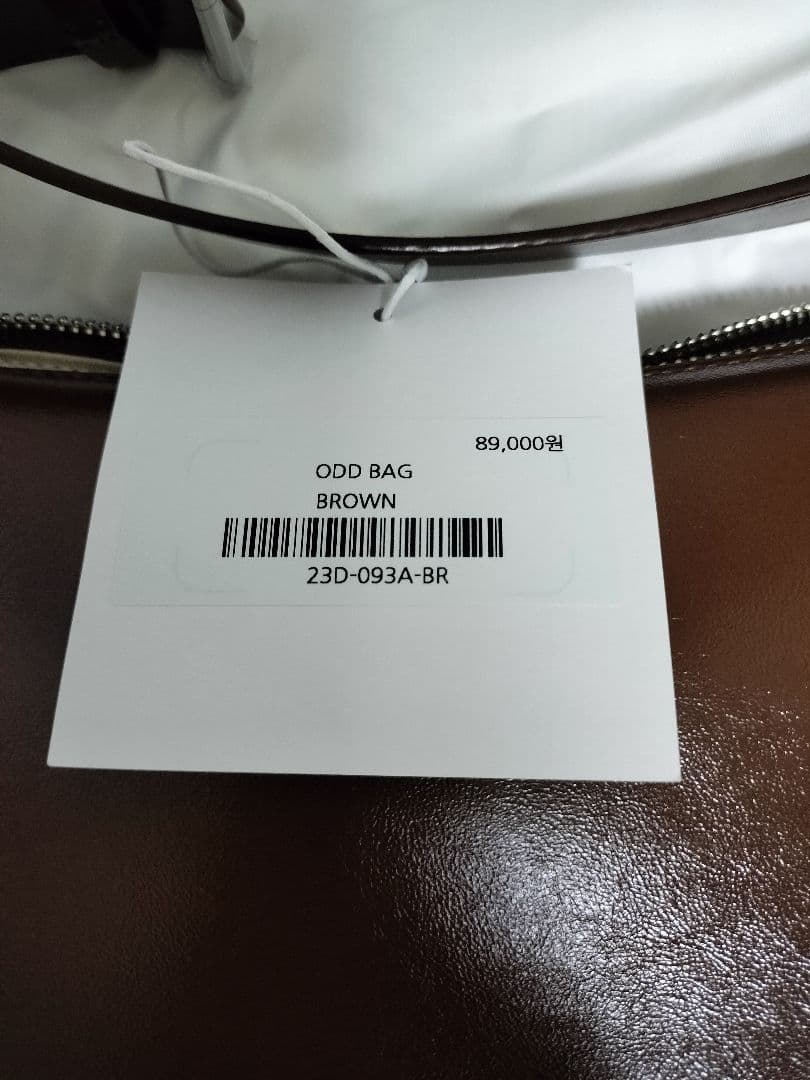 89,000원
ODD BAG
BROWN
23D-093A-BR